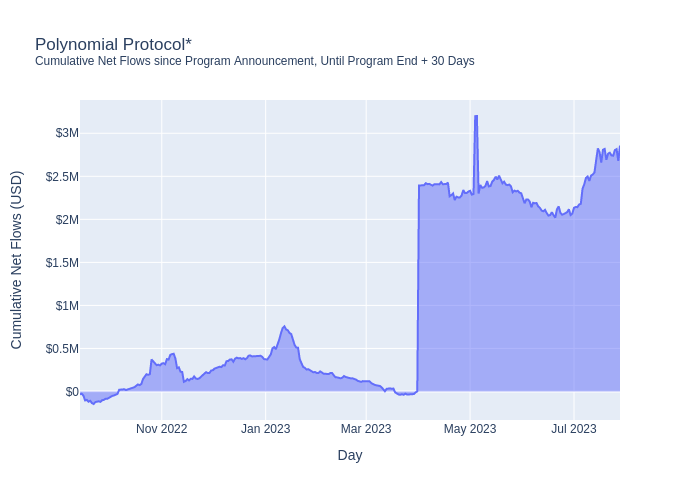 Polynomial Protocol*
Cumulative Net Flows since Program Announcement, Until Program End + 30 Days
$3M
$2.5M
$2M
$1.5M
$1M
$0.5M
$0
Cumulative Net Flows (USD)
Nov 2022
Jan 2023
Mar 2023
May 2023
Jul 2023
Day